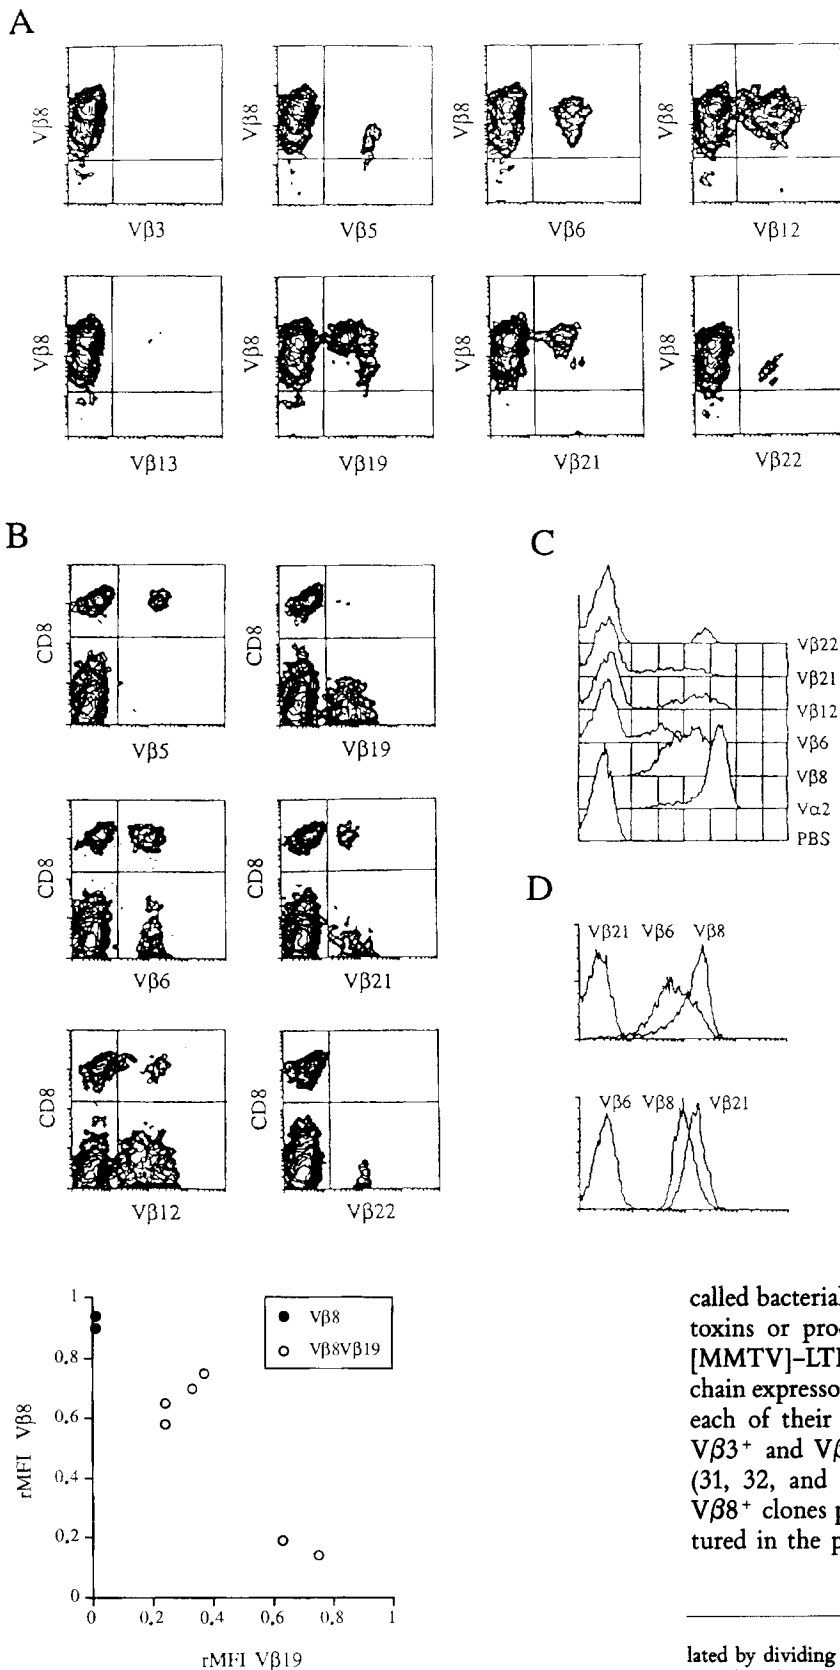 A
Vβ8 Vβ8 Vβ8 Vβ8
Vβ3 Vβ5 Vβ6 Vβ12
Vβ8 Vβ8 Vβ8 Vβ8
Vβ13 Vβ19 Vβ21 Vβ22
B
CD8 CD8
Vβ5 Vβ19
CD8 CD8
Vβ6 Vβ21
CD8 CD8
Vβ12 Vβ22
C
Vβ22
Vβ21
Vβ12
Vβ6
Vβ8
Vα2
PBS
D
Vβ21 Vβ6 Vβ8
Vβ6 Vβ8 Vβ21
rMFI Vβ8
1
0.8
0.6
0.4
0.2
0
0 0.2 0.4 0.6 0.8 1
rMFI Vβ19
● Vβ8
○ Vβ8Vβ19
called bacterial
toxins or
[MMTV]–
chain
each of their
Vβ3+ and
(31, 32, and
Vβ8+ clones
tured in the
lated by dividing